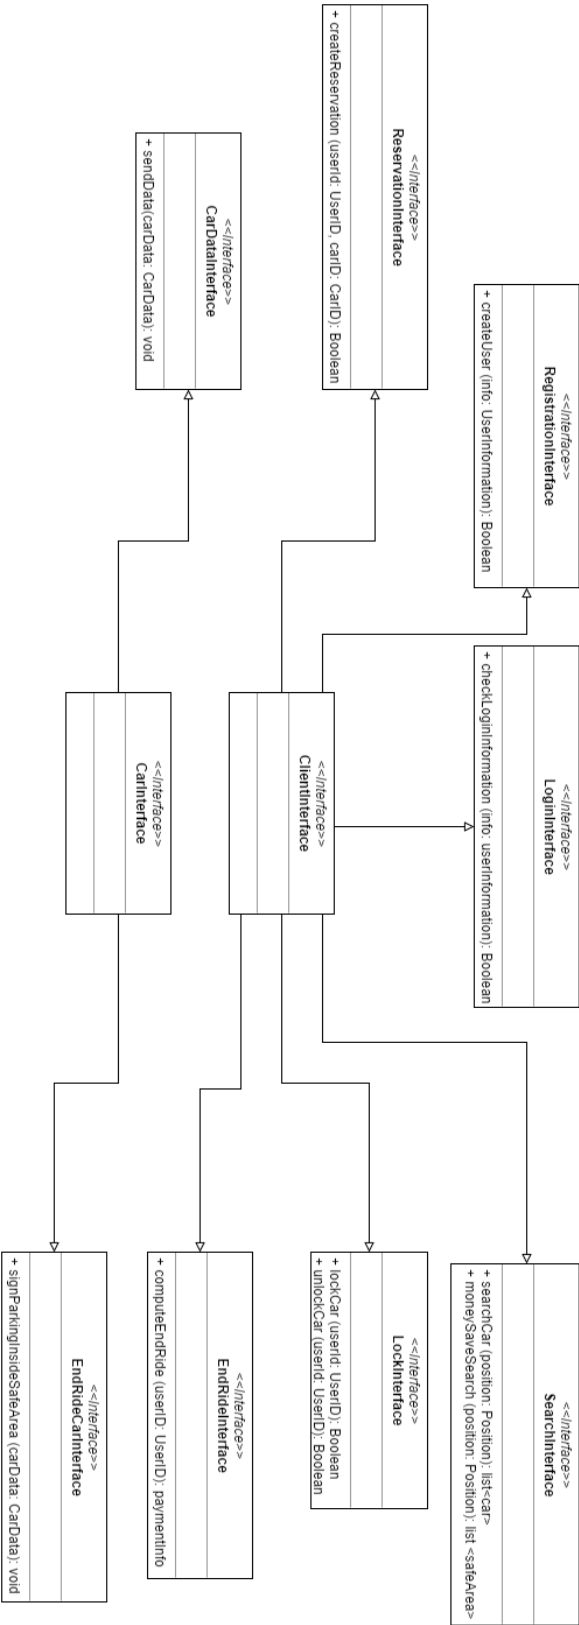 <<Interface>>
RegistrationInterface
+ createUser (info: UserInformation): Boolean
<<Interface>>
LoginInterface
+ checkLoginInformation (info: userInformation): Boolean
<<Interface>>
SearchInterface
+ searchCar (position: Position): list<car>
+ moneySaveSearch (position: Position): list <safeArea>
<<Interface>>
ReservationInterface
+ createReservation (userId: UserID, carID: CarID): Boolean
<<Interface>>
ClientInterface
<<Interface>>
LockInterface
+ lockCar (userId: UserID): Boolean
+ unlockCar (userId: UserID): Boolean
<<Interface>>
CarDataInterface
+ sendData(carData: CarData): void
<<Interface>>
CarInterface
<<Interface>>
EndRideInterface
+ computeEndRide (userID: UserID): paymentInfo
<<Interface>>
EndRideCarInterface
+ signParkingInsideSafeArea (carData: CarData): void